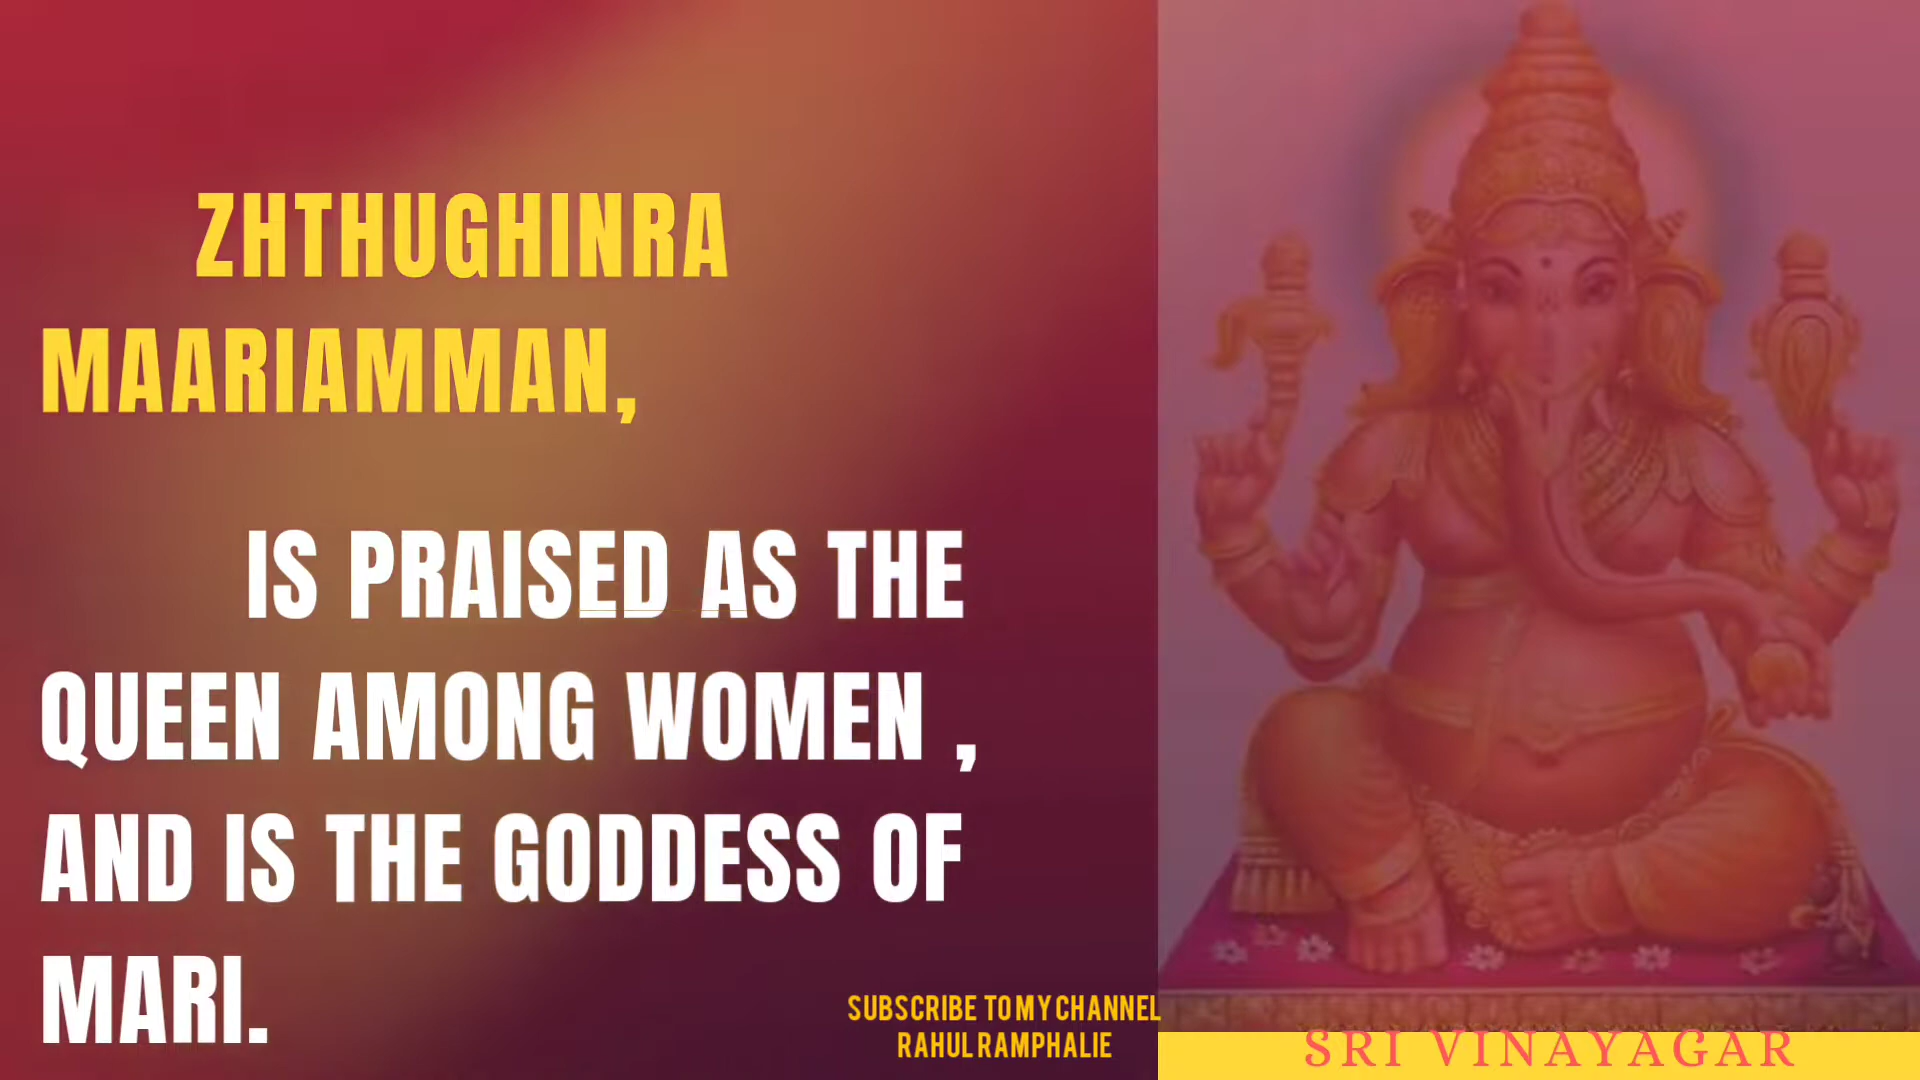 ZHTHUGHINRA
MAARIAMMAN,
IS PRAISED AS THE
QUEEN AMONG WOMEN ,
AND IS THE GODDESS OF
MARI.
SUBSCRIBE TO MY CHANNEL
RAHUL RAMPHALIE
SRI VINAYAGAR